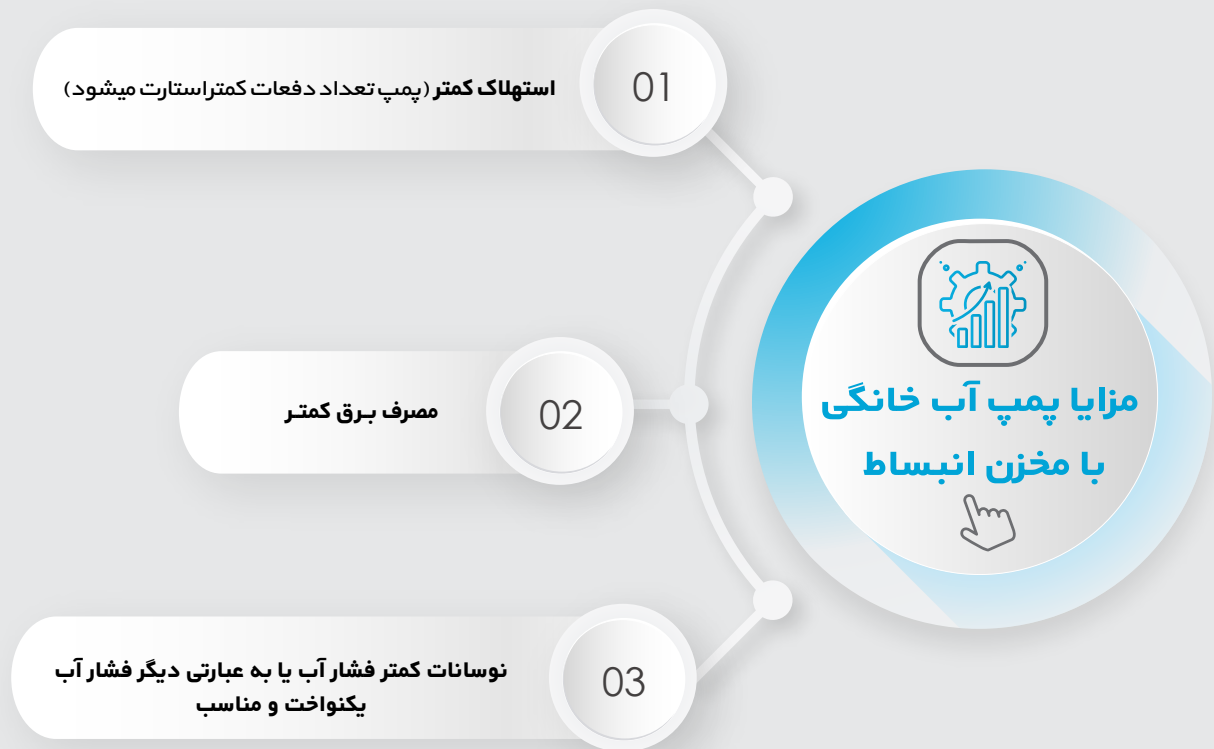 مزایا پمپ آب خانگی
با مخزن انبساط
01
استهلاک کمتر (پمپ تعداد دفعات کمتراستارت میشود)
02
مصرف برق کمتر
03
نوسانات کمتر فشار آب یا به عبارتی دیگر فشار آب
یکنواخت و مناسب